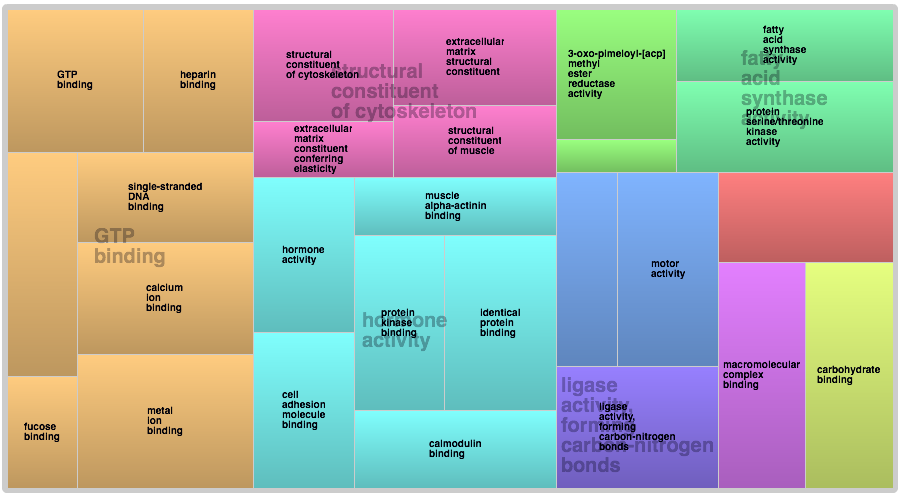 GTP
binding
heparin
binding
single-stranded
DNA
binding
GTP
binding
calcium
ion
binding
fucose
binding
metal
ion
binding
structural
constituent
of cytoskeleton
extracellular
matrix
structural
constituent
structural
constituent
of cytoskeleton
extracellular
matrix
constituent
conferring
elasticity
structural
constituent
of muscle
hormone
activity
muscle
alpha-actinin
binding
protein
kinase
binding
identical
protein
binding
hormone
activity
cell
adhesion
molecule
binding
calmodulin
binding
3-oxo-pimeloyl-[acp]
methyl
ester
reductase
activity
fatty
acid
synthase
activity
fatty
acid
synthase
activity
protein
serine/threonine
kinase
activity
motor
activity
ligase
activity,
forming
carbon-nitrogen
bonds
ligase
activity,
forming
carbon-nitrogen
bonds
macromolecular
complex
binding
carbohydrate
binding